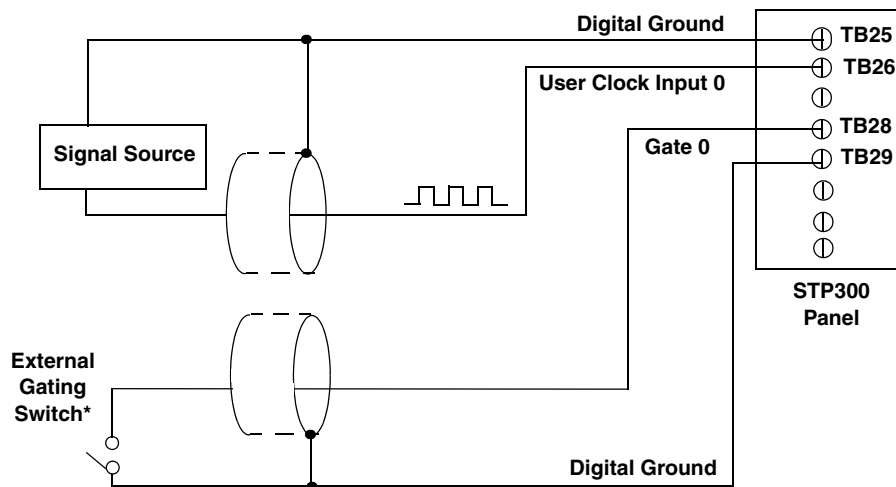 Digital Ground
TB25
TB26
User Clock Input 0
TB28
Signal Source
Gate 0
TB29
STP300
Panel
External
Gating
Switch*
Digital Ground